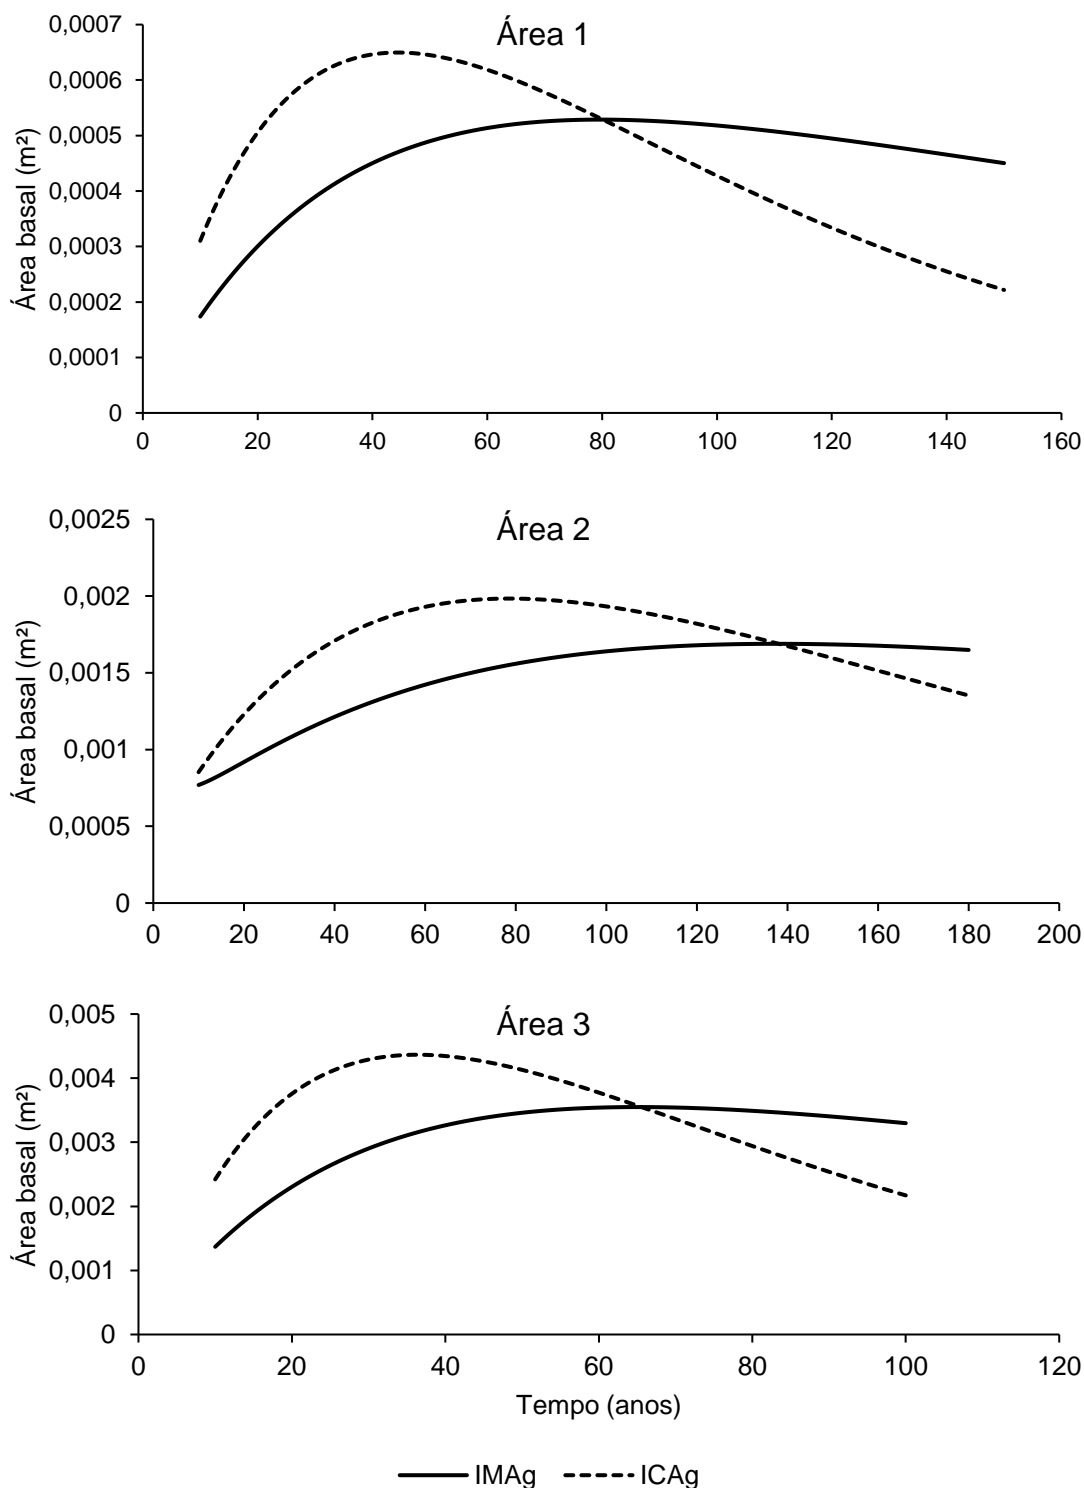 Área 1
Área basal (m²)
0,0007
0,0006
0,0005
0,0004
0,0003
0,0002
0,0001
0
0 20 40 60 80 100 120 140 160
Área 2
Área basal (m²)
0,0025
0,002
0,0015
0,001
0,0005
0
0 20 40 60 80 100 120 140 160 180 200
Área 3
Área basal (m²)
0,005
0,004
0,003
0,002
0,001
0
0 20 40 60 80 100 120
Tempo (anos)
IMAg ICAg